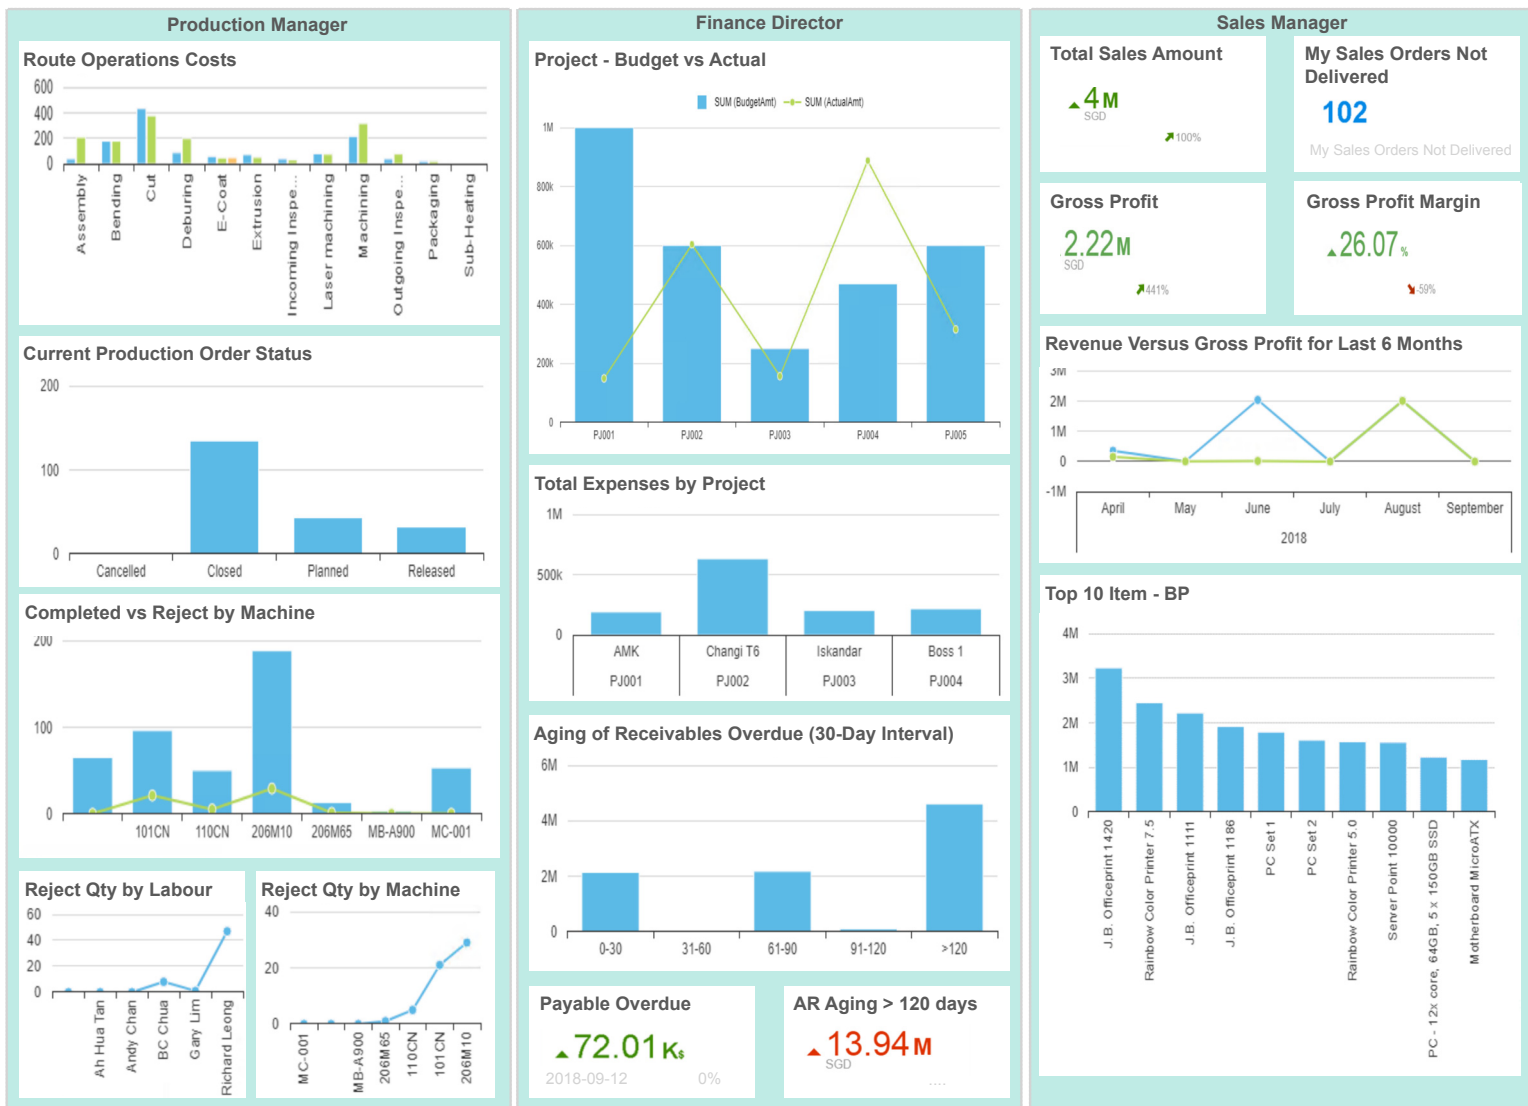 Production Manager
Route Operations Costs
600
400
200
0
Assembly
Bending
Cut
Deburing
E-Coat
Extrusion
Incoming Inspe...
Laser machining
Machining
Outgoing Inspe...
Packaging
Sub-Heating
Current Production Order Status
200
100
0
Cancelled
Closed
Planned
Released
Completed vs Reject by Machine
200
100
0
101CN
110CN
206M10
206M65
MB-A900
MC-001
Reject Qty by Labour
60
40
20
0
Ah Hua Tan
Andy Chan
BC Chua
Gary Lim
Richard Leong
Reject Qty by Machine
40
20
0
MC-001
MB-A900
206M65
110CN
101CN
206M10
Finance Director
Project - Budget vs Actual
SUM (BudgetAmt)
SUM (ActualAmt)
1M
800k
600k
400k
200k
0
PJ001
PJ002
PJ003
PJ004
PJ005
Total Expenses by Project
1M
500k
0
AMK
Changi T6
Iskandar
Boss 1
PJ001
PJ002
PJ003
PJ004
Aging of Receivables Overdue (30-Day Interval)
6M
4M
2M
0
0-30
31-60
61-90
91-120
>120
Payable Overdue
72.01 K$
2018-09-12
0%
AR Aging > 120 days
13.94 M
SGD
....
Sales Manager
Total Sales Amount
4 M
SGD
100%
My Sales Orders Not
Delivered
102
My Sales Orders Not Delivered
Gross Profit
2.22 M
SGD
441%
Gross Profit Margin
26.07 %
-59%
Revenue Versus Gross Profit for Last 6 Months
3M
2M
1M
0
-1M
April
May
June
July
August
September
2018
Top 10 Item - BP
4M
3M
2M
1M
0
J.B. Officeprint 1420
Rainbow Color Printer 7.5
J.B. Officeprint 1111
J.B. Officeprint 1186
PC Set 1
PC Set 2
Rainbow Color Printer 5.0
Server Point 10000
PC - 12x core, 64GB, 5 x 150GB SSD
Motherboard MicroATX